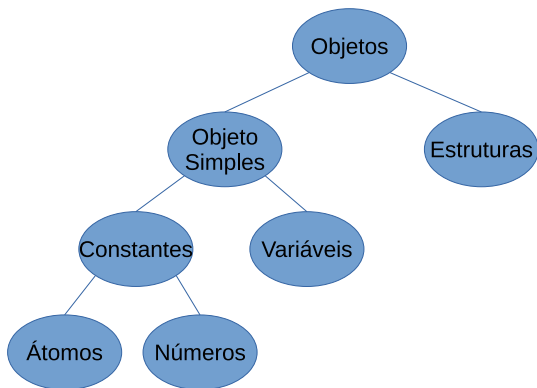 Objetos
Objeto
Simples
Estruturas
Constantes
Variáveis
Átomos
Números